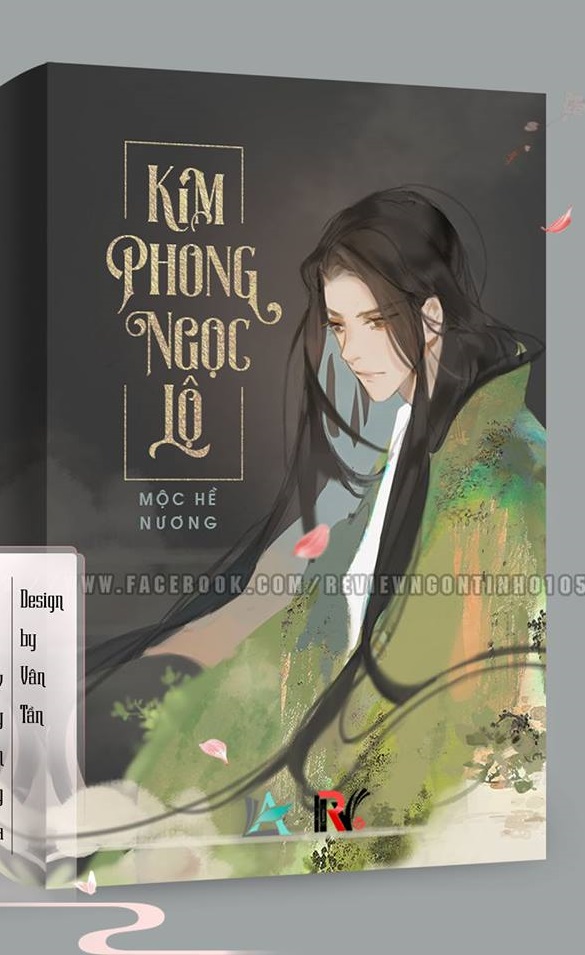 KIM
PHONG
NGỌC
LỘ
MỘC HỀ
NƯƠNG
WWW.FACEBOOK.COM/REVIEWNGONTINH0105
Design
by
Vân
Tần